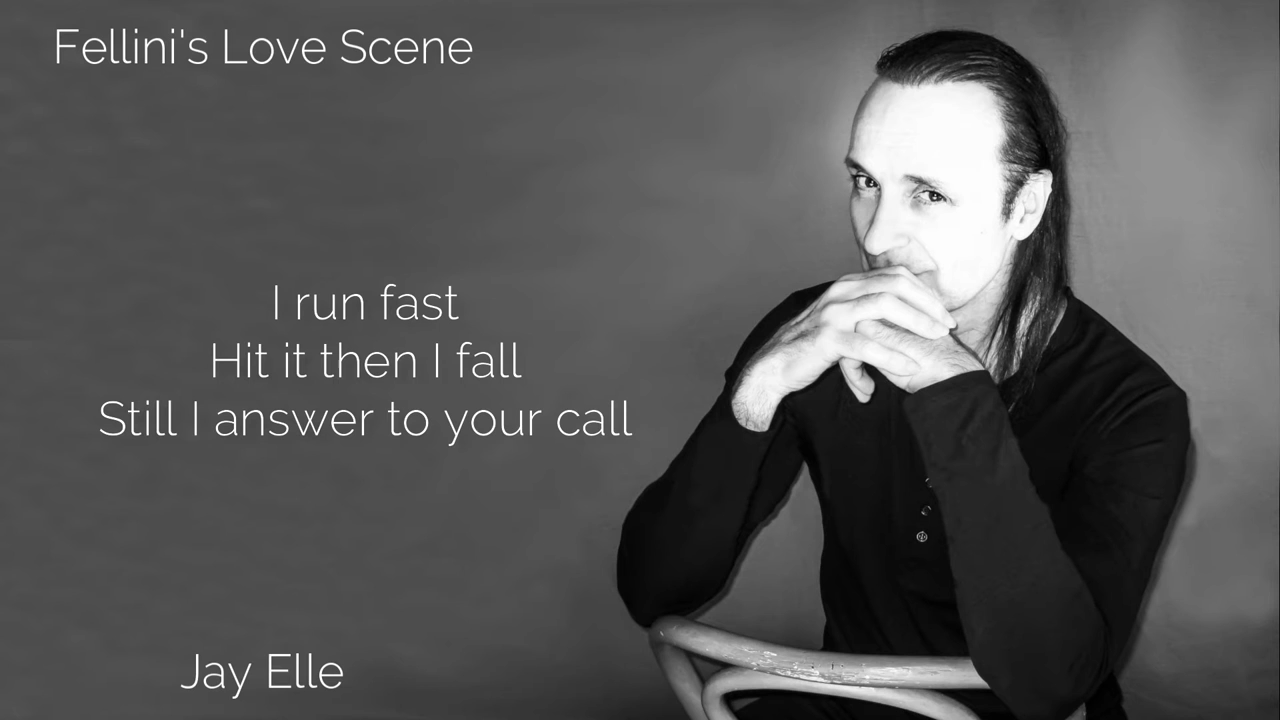 Fellini's Love Scene
I run fast
Hit it then I fall
Still I answer to your call
Jay Elle